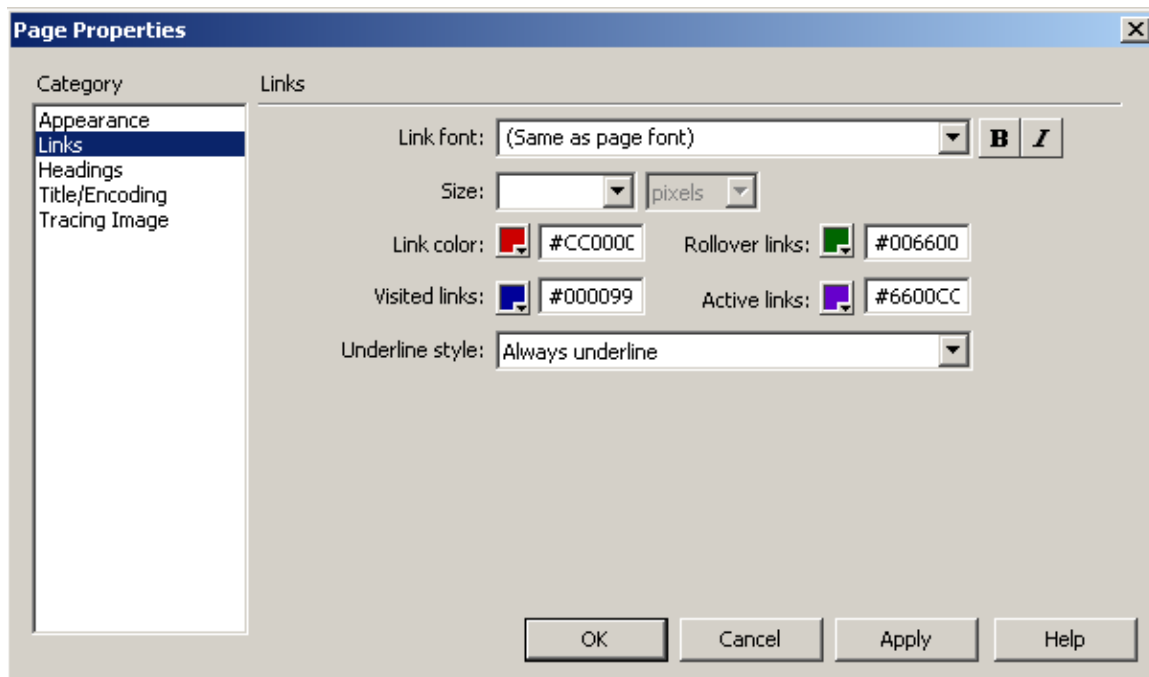 Page Properties
Category
Links
Appearance
Links
Headings
Title/Encoding
Tracing Image
Link font: (Same as page font) B I
Size: pixels
Link color: #CC000C Rollover links: #006600
Visited links: #000099 Active links: #6600CC
Underline style: Always underline
OK Cancel Apply Help